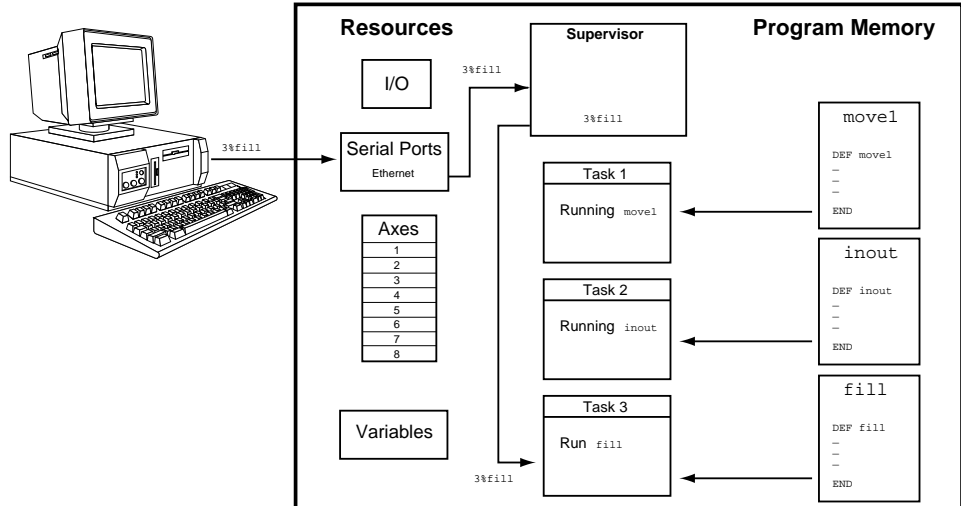 Resources
Supervisor
Program Memory
I/O
3%fill
3%fill
3%fill
Serial Ports
Ethernet
3%fill
Axes
1
2
3
4
5
6
7
8
Variables
Task 1
Running move1
Task 2
Running inout
Task 3
Run fill
move1
DEF move1
–
–
–
END
inout
DEF inout
–
–
–
END
fill
DEF fill
–
–
–
END